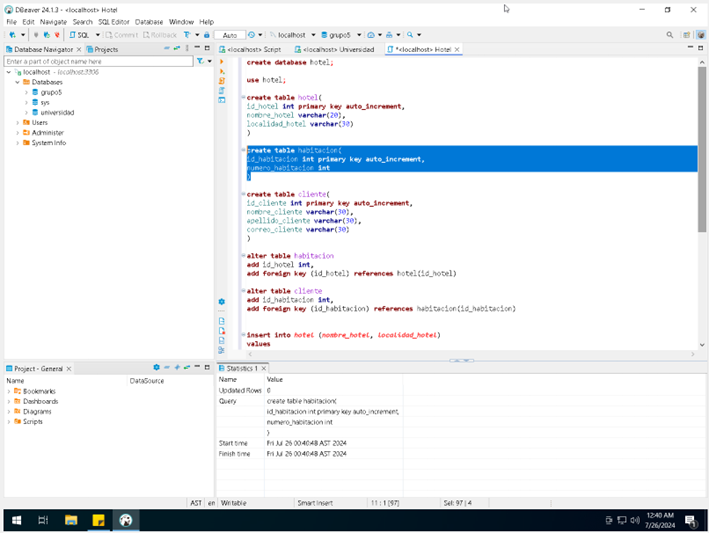 DBeaver 24.1.3 - <localhost> Hotel
File Edit Navigate Search SQL Editor Database Window Help
SQL Commit Rollback Auto localhost grupo5
Database Navigator Projects
<localhost> Script <localhost> Universidad *<localhost> Hotel
Enter a part of object name here
localhost - localhost:3306
Databases
grupo5
sys
universidad
Users
Administer
System Info
create database hotel;
use hotel;
create table hotel(
id_hotel int primary key auto_increment,
nombre_hotel varchar(20),
localidad_hotel varchar(30)
)
create table habitacion(
id_habitacion int primary key auto_increment,
numero_habitacion int
)
create table cliente(
id_cliente int primary key auto_increment,
nombre_cliente varchar(30),
apellido_cliente varchar(30),
correo_cliente varchar(30)
)
alter table habitacion
add id_hotel int,
add foreign key (id_hotel) references hotel(id_hotel)
alter table cliente
add id_habitacion int,
add foreign key (id_habitacion) references habitacion(id_habitacion)
insert into hotel (nombre_hotel, localidad_hotel)
values
Project - General
Name DataSource
Bookmarks
Dashboards
Diagrams
Scripts
Statistics 1
Name Value
Updated Rows 0
Query create table habitacion(
id_habitacion int primary key auto_increment,
numero_habitacion int
)
Start time Fri Jul 26 00:40:48 AST 2024
Finish time Fri Jul 26 00:40:48 AST 2024
AST en Writable Smart Insert 11 : 1 [97] Sel: 97 | 4
12:40 AM
7/26/2024
1